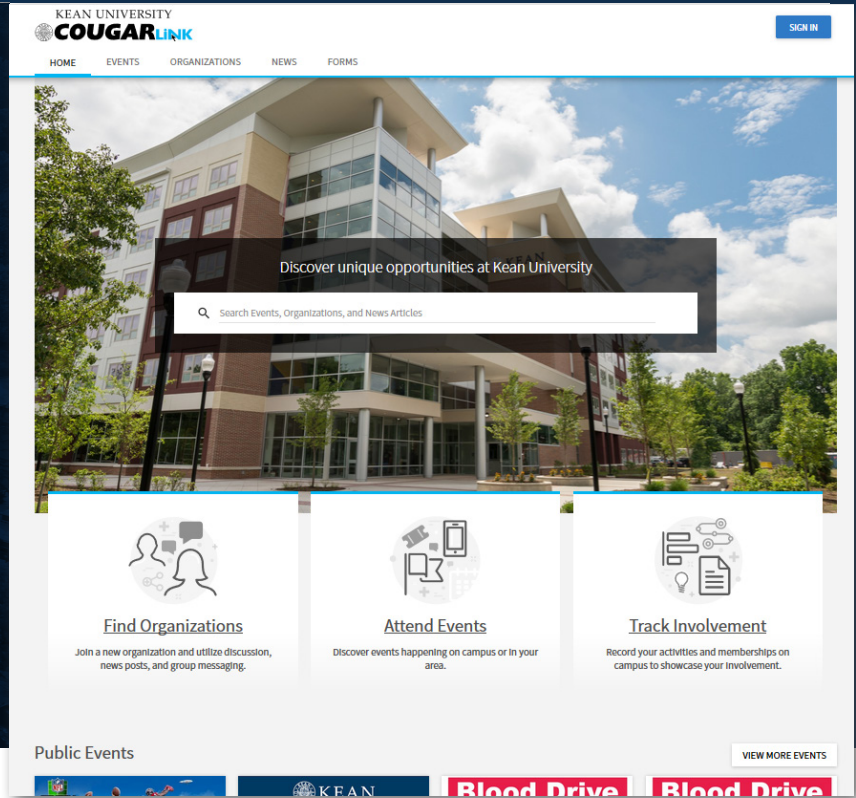 KEAN UNIVERSITY
COUGARLiNK
SIGN IN
HOME EVENTS ORGANIZATIONS NEWS FORMS
KEAN
Discover unique opportunities at Kean University
Search Events, Organizations, and News Articles
Find Organizations
Join a new organization and utilize discussion,
news posts, and group messaging.
Attend Events
Discover events happening on campus or in your
area.
Track Involvement
Record your activities and memberships on
campus to showcase your involvement.
Public Events
VIEW MORE EVENTS
NFL
KEAN
Blood Drive
Blood Drive